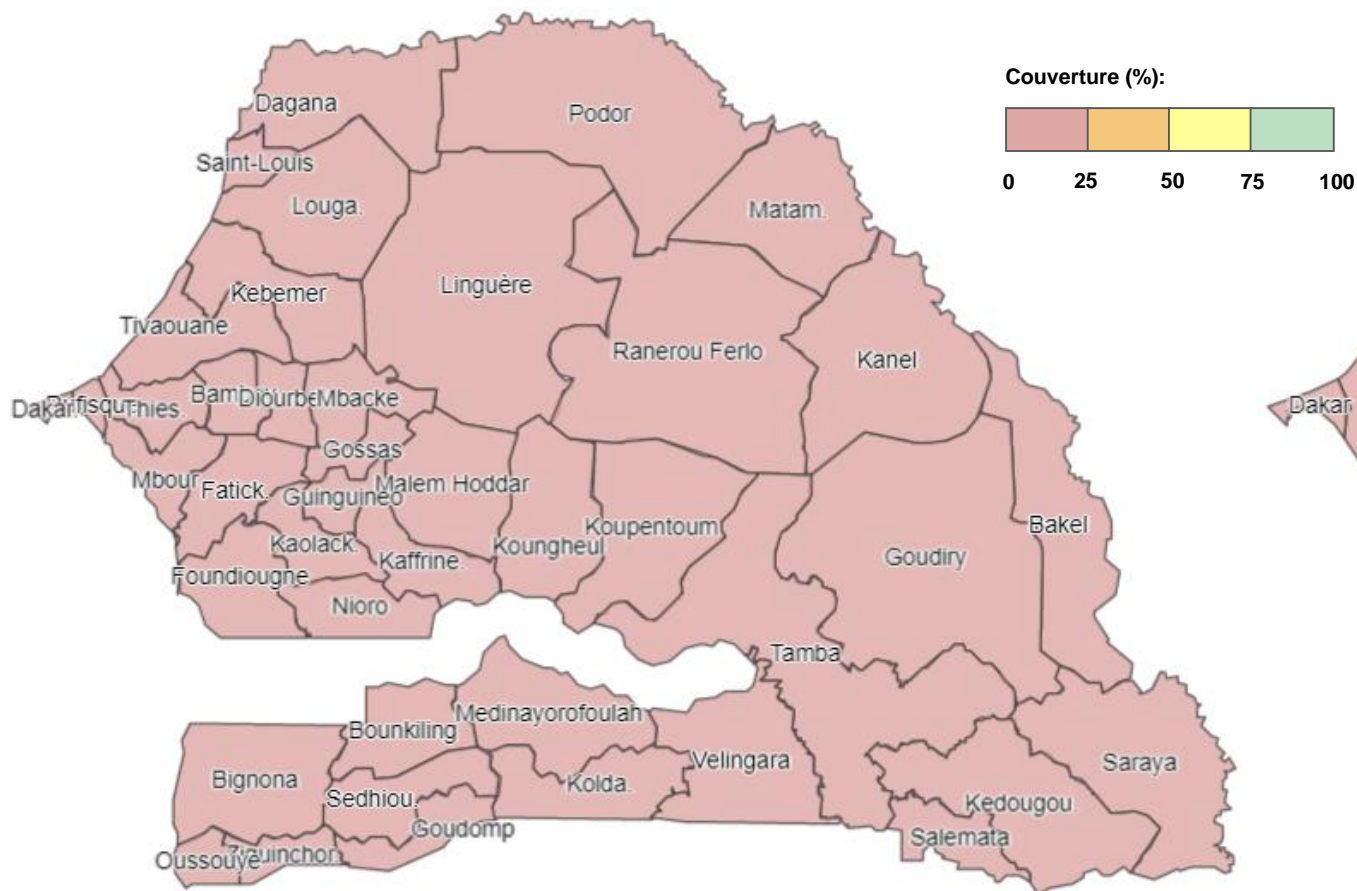 Couverture (%):
0 25 50 75 100
Dagana
Podor
Saint-Louis
Louga.
Matam.
Linguère
Kebemer
Tivaouane
Ranerou Ferlo
Kanel
Dakar.
Thies.
Mbacke
Dakar
Gossas
Mbour
Fatick.
Guinguineo
Malem Hoddar
Koungheul
Koupentoum
Bakel
Kaolack.
Kaffrine.
Goudiry
Foundiougne
Nioro
Tamba
Medinayorofoulah
Bounkiling
Velingara
Saraya
Bignona
Sedhiou.
Kolda.
Kedougou
Goudomp
Salemata
Oussouye
Ziguinchor.